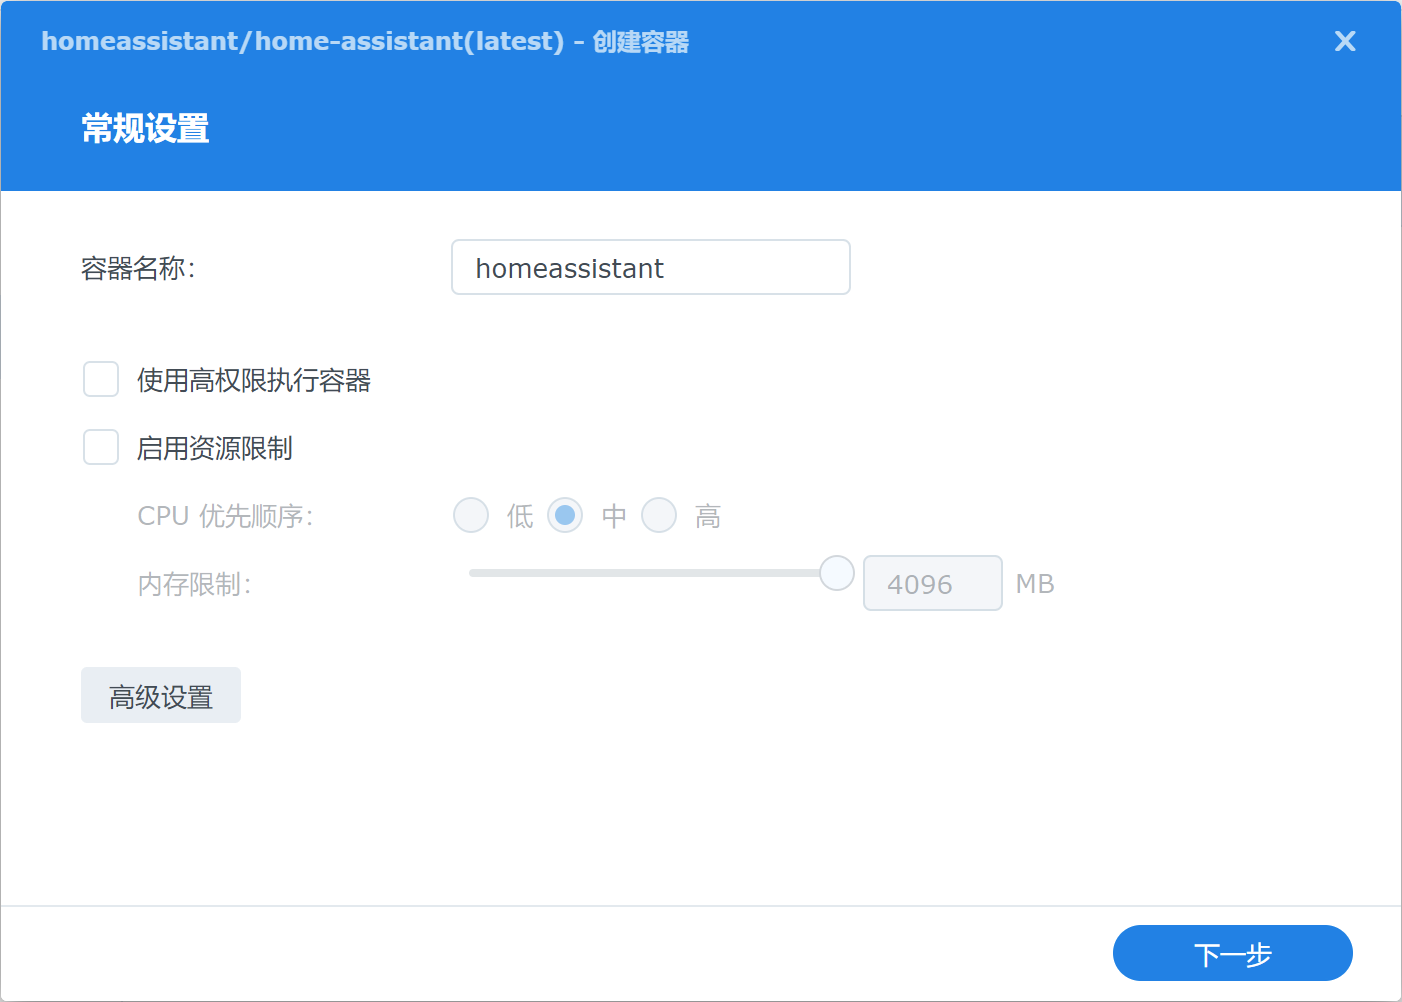 homeassistant/home-assistant(latest) - 创建容器
常规设置
容器名称： homeassistant
使用高权限执行容器
启用资源限制
CPU 优先顺序： 低 中 高
内存限制： 4096 MB
高级设置
下一步